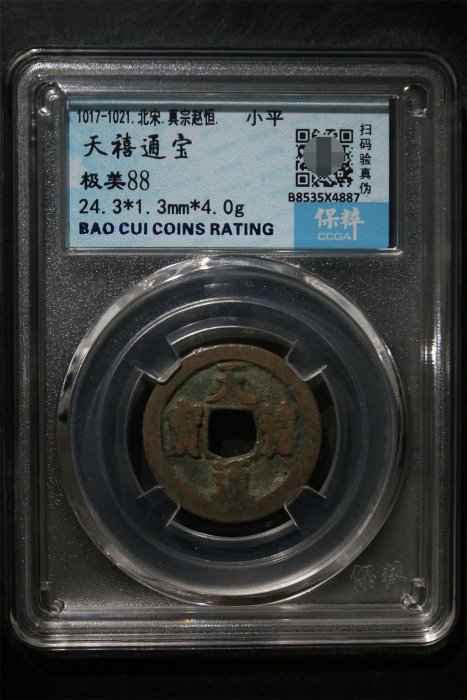 1017-1021. 北宋. 真宗赵恒. 小平
天禧通宝
极美88
24.3*1.3mm*4.0g
BAO CUI COINS RATING
扫码验真伪
B8535X4887
保粹
CCGA
天禧通寶
保粹